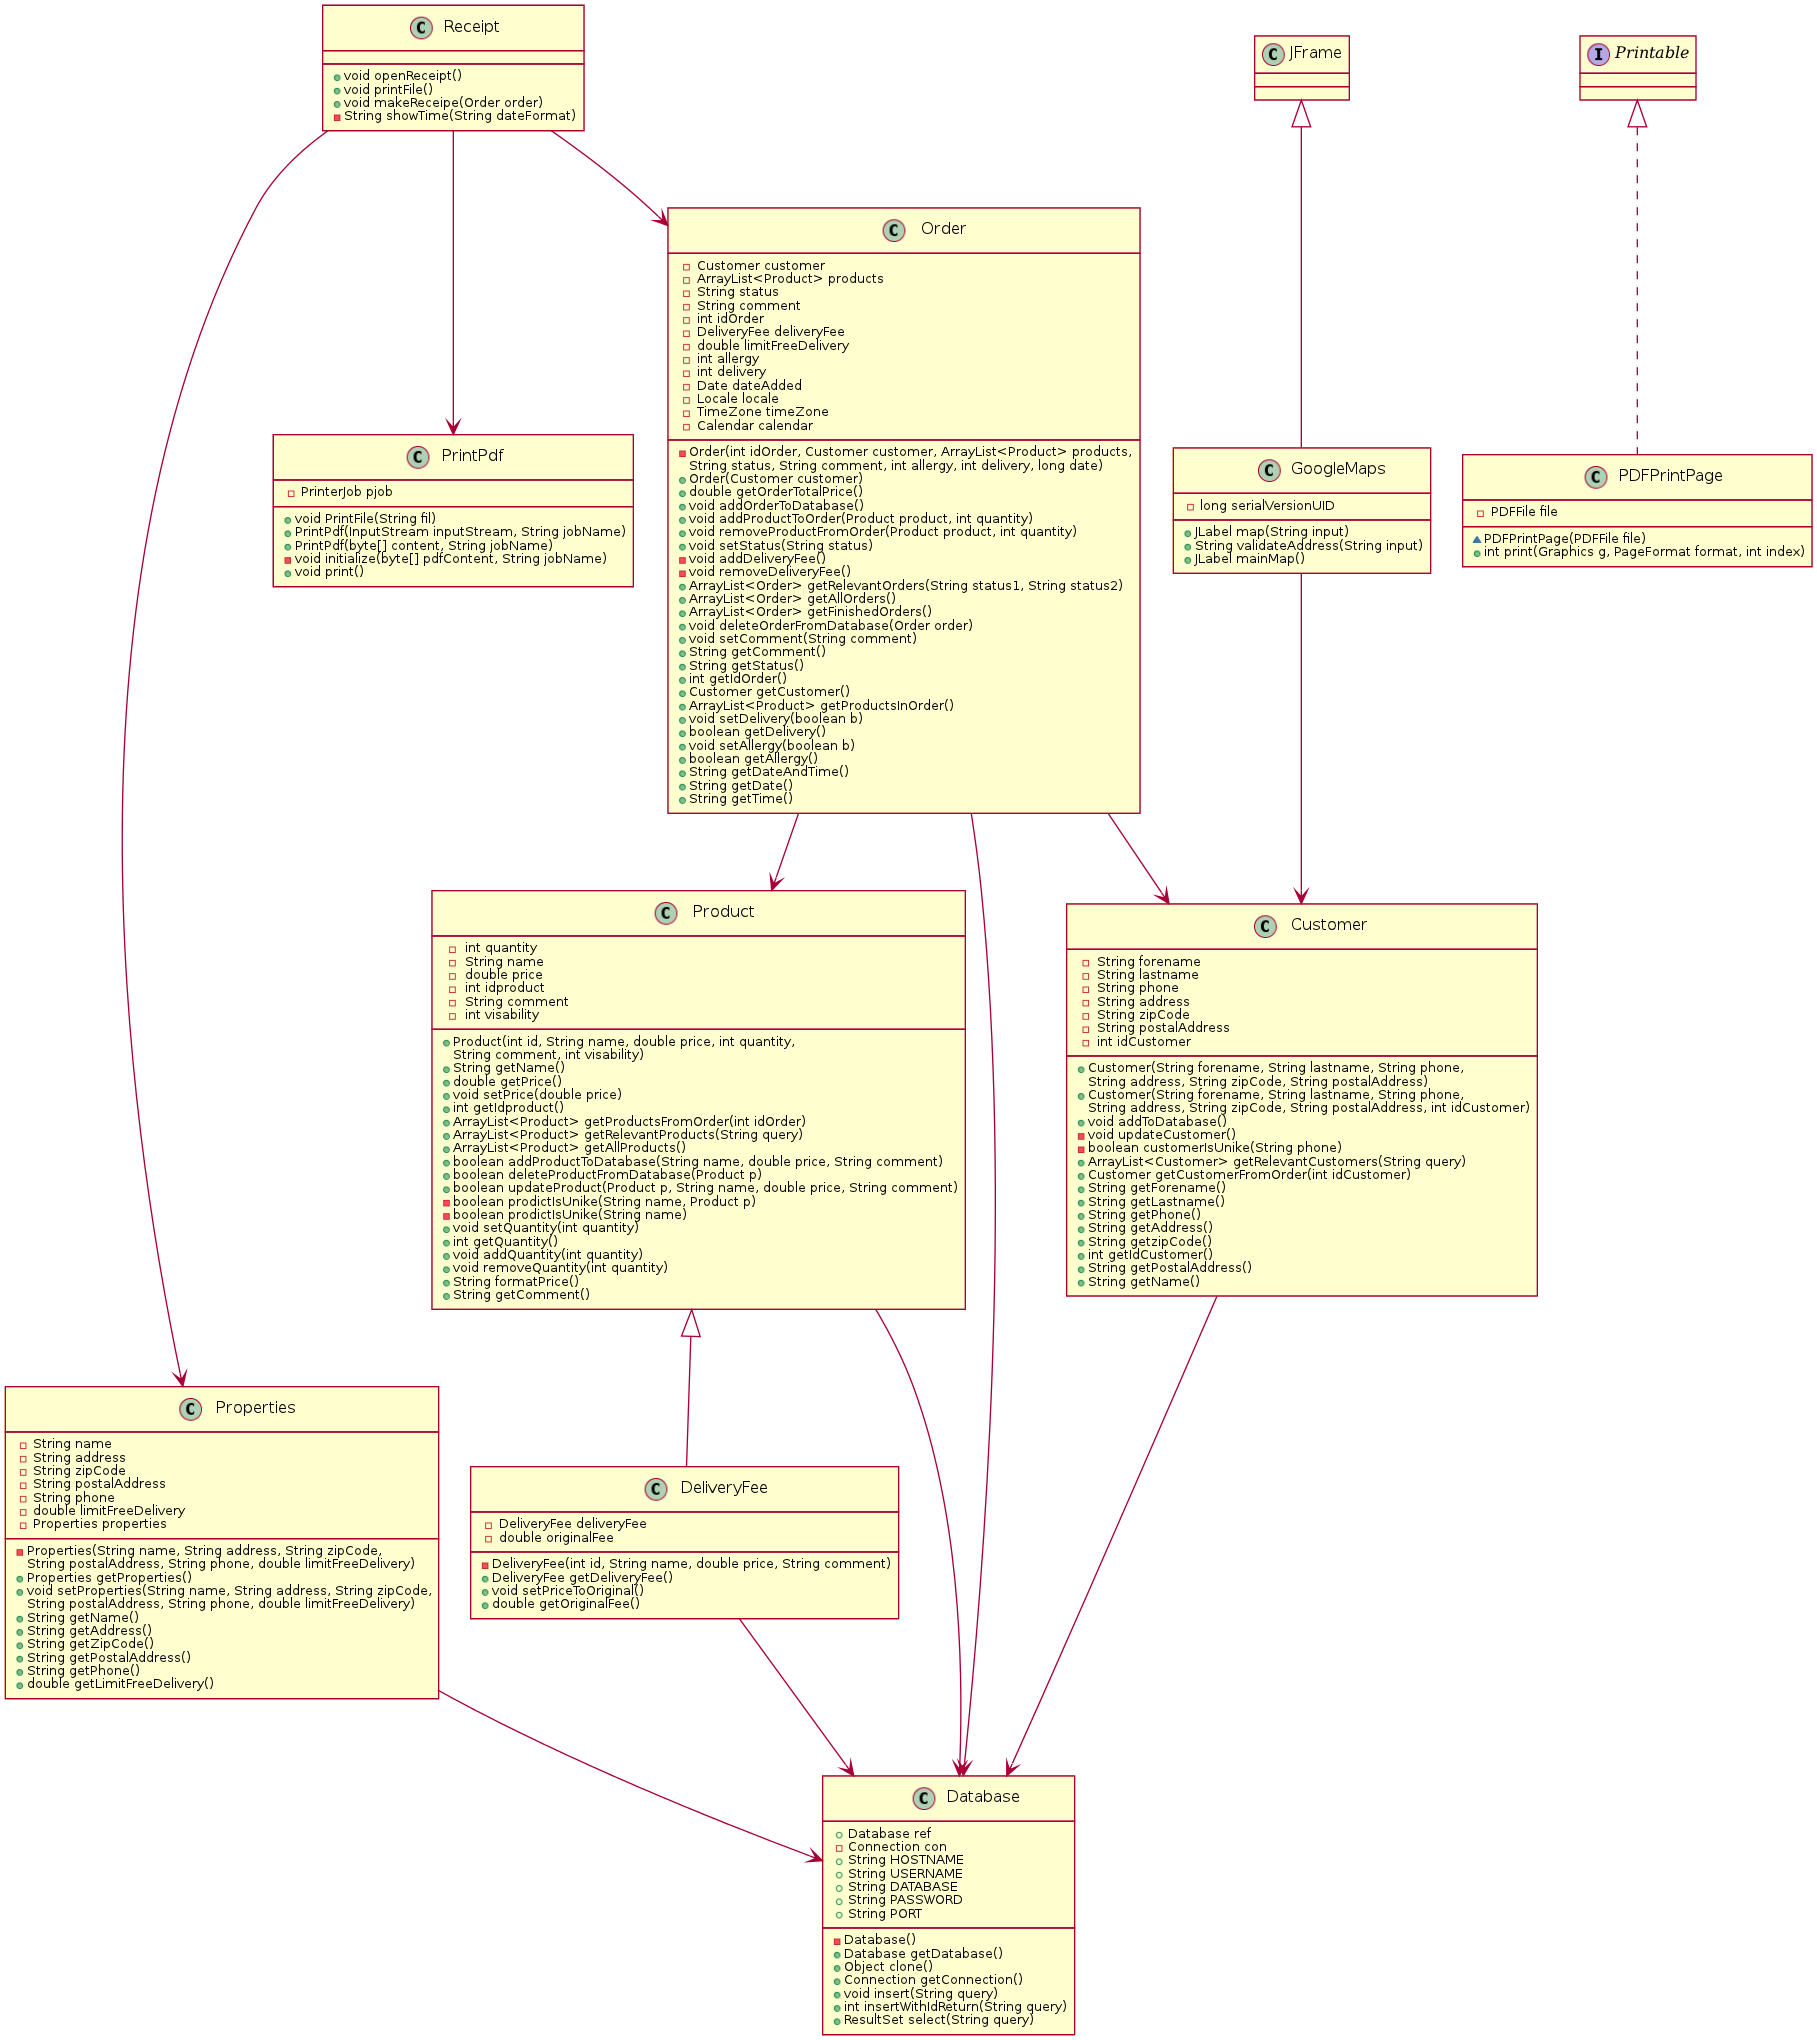 C Receipt
void openReceipt()
void printFile()
void makeReceipe(Order order)
String showTime(String dateFormat)
C JFrame
I Printable
C Order
Customer customer
ArrayList<Product> products
String status
String comment
int idOrder
DeliveryFee deliveryFee
double limitFreeDelivery
int allergy
int delivery
Date dateAdded
Locale locale
TimeZone timeZone
Calendar calendar
Order(int idOrder, Customer customer, ArrayList<Product> products,
String status, String comment, int allergy, int delivery, long date)
Order(Customer customer)
double getOrderTotalPrice()
void addOrderToDatabase()
void addProductToOrder(Product product, int quantity)
void removeProductFromOrder(Product product, int quantity)
void setStatus(String status)
void addDeliveryFee()
void removeDeliveryFee()
ArrayList<Order> getRelevantOrders(String status1, String status2)
ArrayList<Order> getAllOrders()
ArrayList<Order> getFinishedOrders()
void deleteOrderFromDatabase(Order order)
void setComment(String comment)
String getComment()
String getStatus()
int getIdOrder()
Customer getCustomer()
ArrayList<Product> getProductsInOrder()
void setDelivery(boolean b)
boolean getDelivery()
void setAllergy(boolean b)
boolean getAllergy()
String getDateAndTime()
String getDate()
String getTime()
C PrintPdf
PrinterJob pjob
void PrintFile(String fil)
PrintPdf(InputStream inputStream, String jobName)
PrintPdf(byte[] content, String jobName)
void initialize(byte[] pdfContent, String jobName)
void print()
C GoogleMaps
long serialVersionUID
JLabel map(String input)
String validateAddress(String input)
JLabel mainMap()
C PDFPrintPage
PDFFile file
PDFPrintPage(PDFFile file)
int print(Graphics g, PageFormat format, int index)
C Product
int quantity
String name
double price
int idproduct
String comment
int visability
Product(int id, String name, double price, int quantity,
String comment, int visability)
String getName()
double getPrice()
void setPrice(double price)
int getIdproduct()
ArrayList<Product> getProductsFromOrder(int idOrder)
ArrayList<Product> getRelevantProducts(String query)
ArrayList<Product> getAllProducts()
boolean addProductToDatabase(String name, double price, String comment)
boolean deleteProductFromDatabase(Product p)
boolean updateProduct(Product p, String name, double price, String comment)
boolean prodictIsUnike(String name, Product p)
boolean prodictIsUnike(String name)
void setQuantity(int quantity)
int getQuantity()
void addQuantity(int quantity)
void removeQuantity(int quantity)
String formatPrice()
String getComment()
C Customer
String forename
String lastname
String phone
String address
String zipCode
String postalAddress
int idCustomer
Customer(String forename, String lastname, String phone,
String address, String zipCode, String postalAddress)
Customer(String forename, String lastname, String phone,
String address, String zipCode, String postalAddress, int idCustomer)
void addToDatabase()
void updateCustomer()
boolean customerIsUnike(String phone)
ArrayList<Customer> getRelevantCustomers(String query)
Customer getCustomerFromOrder(int idCustomer)
String getForename()
String getLastname()
String getPhone()
String getAddress()
String getzipCode()
int getIdCustomer()
String getPostalAddress()
String getName()
C Properties
String name
String address
String zipCode
String postalAddress
String phone
double limitFreeDelivery
Properties properties
Properties(String name, String address, String zipCode,
String postalAddress, String phone, double limitFreeDelivery)
Properties getProperties()
void setProperties(String name, String address, String zipCode,
String postalAddress, String phone, double limitFreeDelivery)
String getName()
String getAddress()
String getZipCode()
String getPostalAddress()
String getPhone()
double getLimitFreeDelivery()
C DeliveryFee
DeliveryFee deliveryFee
double originalFee
DeliveryFee(int id, String name, double price, String comment)
DeliveryFee getDeliveryFee()
void setPriceToOriginal()
double getOriginalFee()
C Database
Database ref
Connection con
String HOSTNAME
String USERNAME
String DATABASE
String PASSWORD
String PORT
Database()
Database getDatabase()
Object clone()
Connection getConnection()
void insert(String query)
int insertWithIdReturn(String query)
ResultSet select(String query)